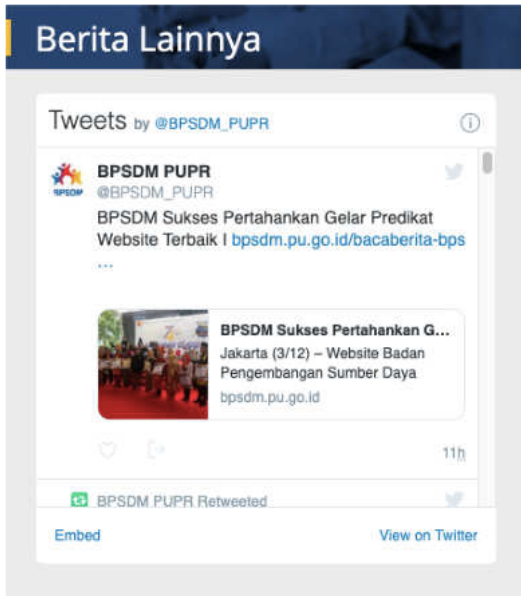 Berita Lainnya
Tweets by @BPSDM_PUPR
BPSDM PUPR
@BPSDM_PUPR
BPSDM
BPSDM Sukses Pertahankan Gelar Predikat
Website Terbaik I bpsdm.pu.go.id/bacaberita-bps
...
BPSDM Sukses Pertahankan G...
Jakarta (3/12) – Website Badan
Pengembangan Sumber Daya
bpsdm.pu.go.id
11h
BPSDM PUPR Retweeted
Embed View on Twitter